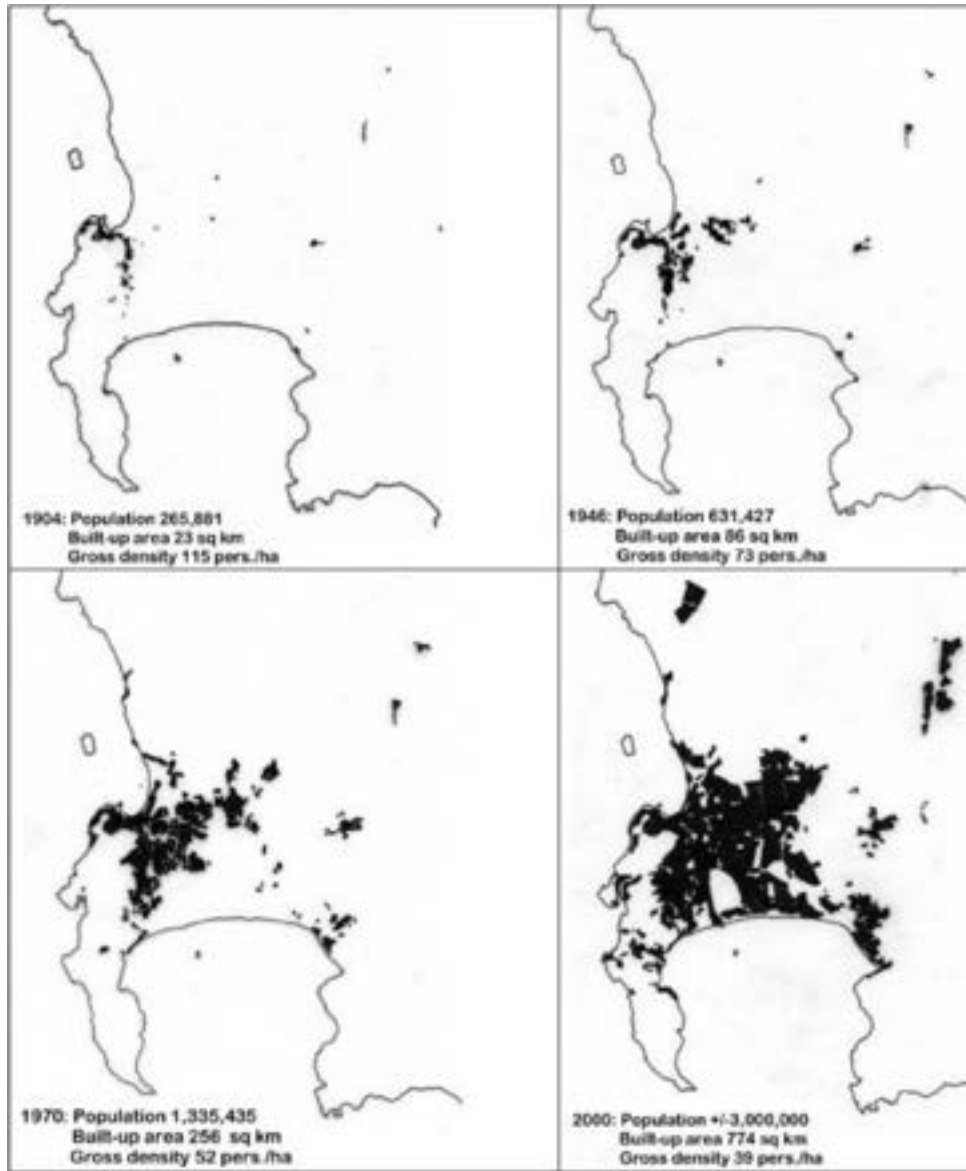 1904: Population 265,881
Built-up area 23 sq km
Gross density 115 pers./ha
1946: Population 631,427
Built-up area 86 sq km
Gross density 73 pers./ha
1970: Population 1,335,435
Built-up area 256 sq km
Gross density 52 pers./ha
2000: Population +/-3,000,000
Built-up area 774 sq km
Gross density 39 pers./ha